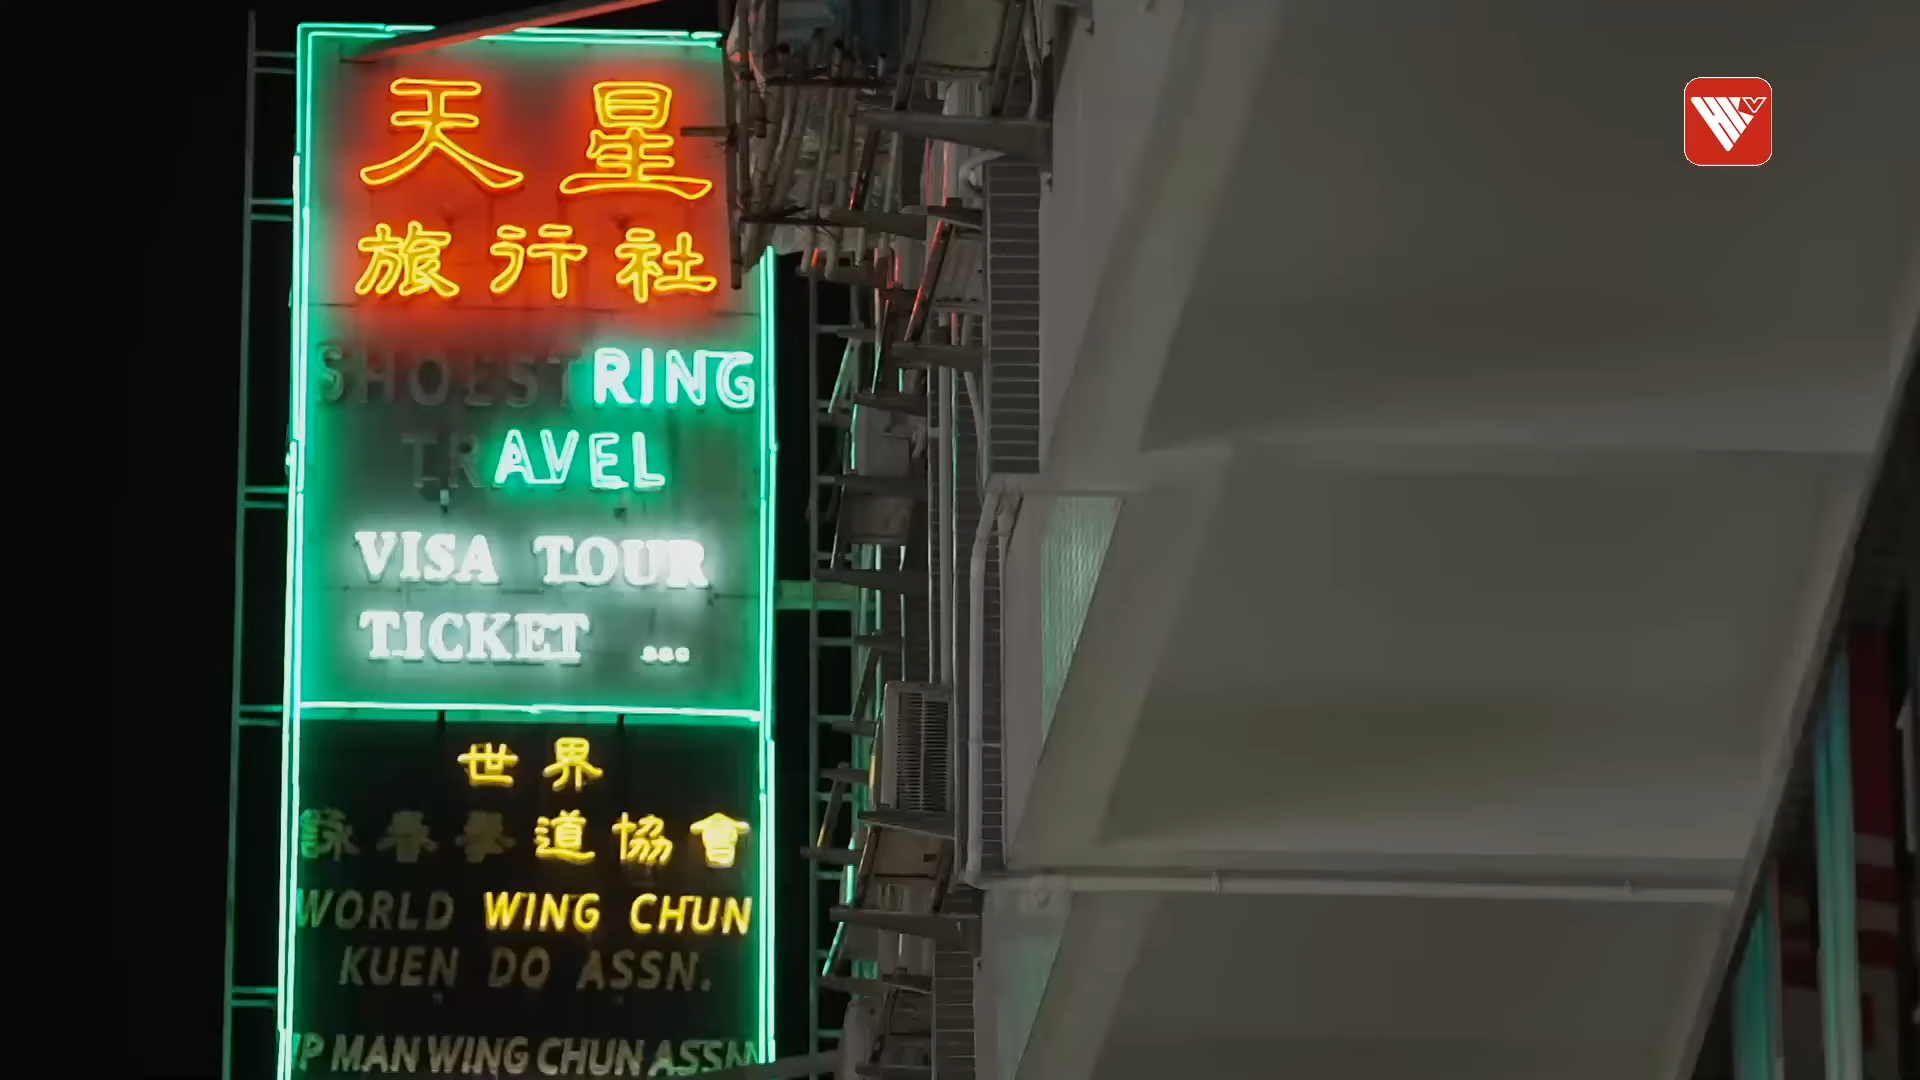 天星
旅行社
SHOESTRING
TRAVEL
VISA TOUR
TICKET ...
世界
詠春拳道協會
WORLD WING CHUN
KUEN DO ASSN.
IP MAN WING CHUN ASSN